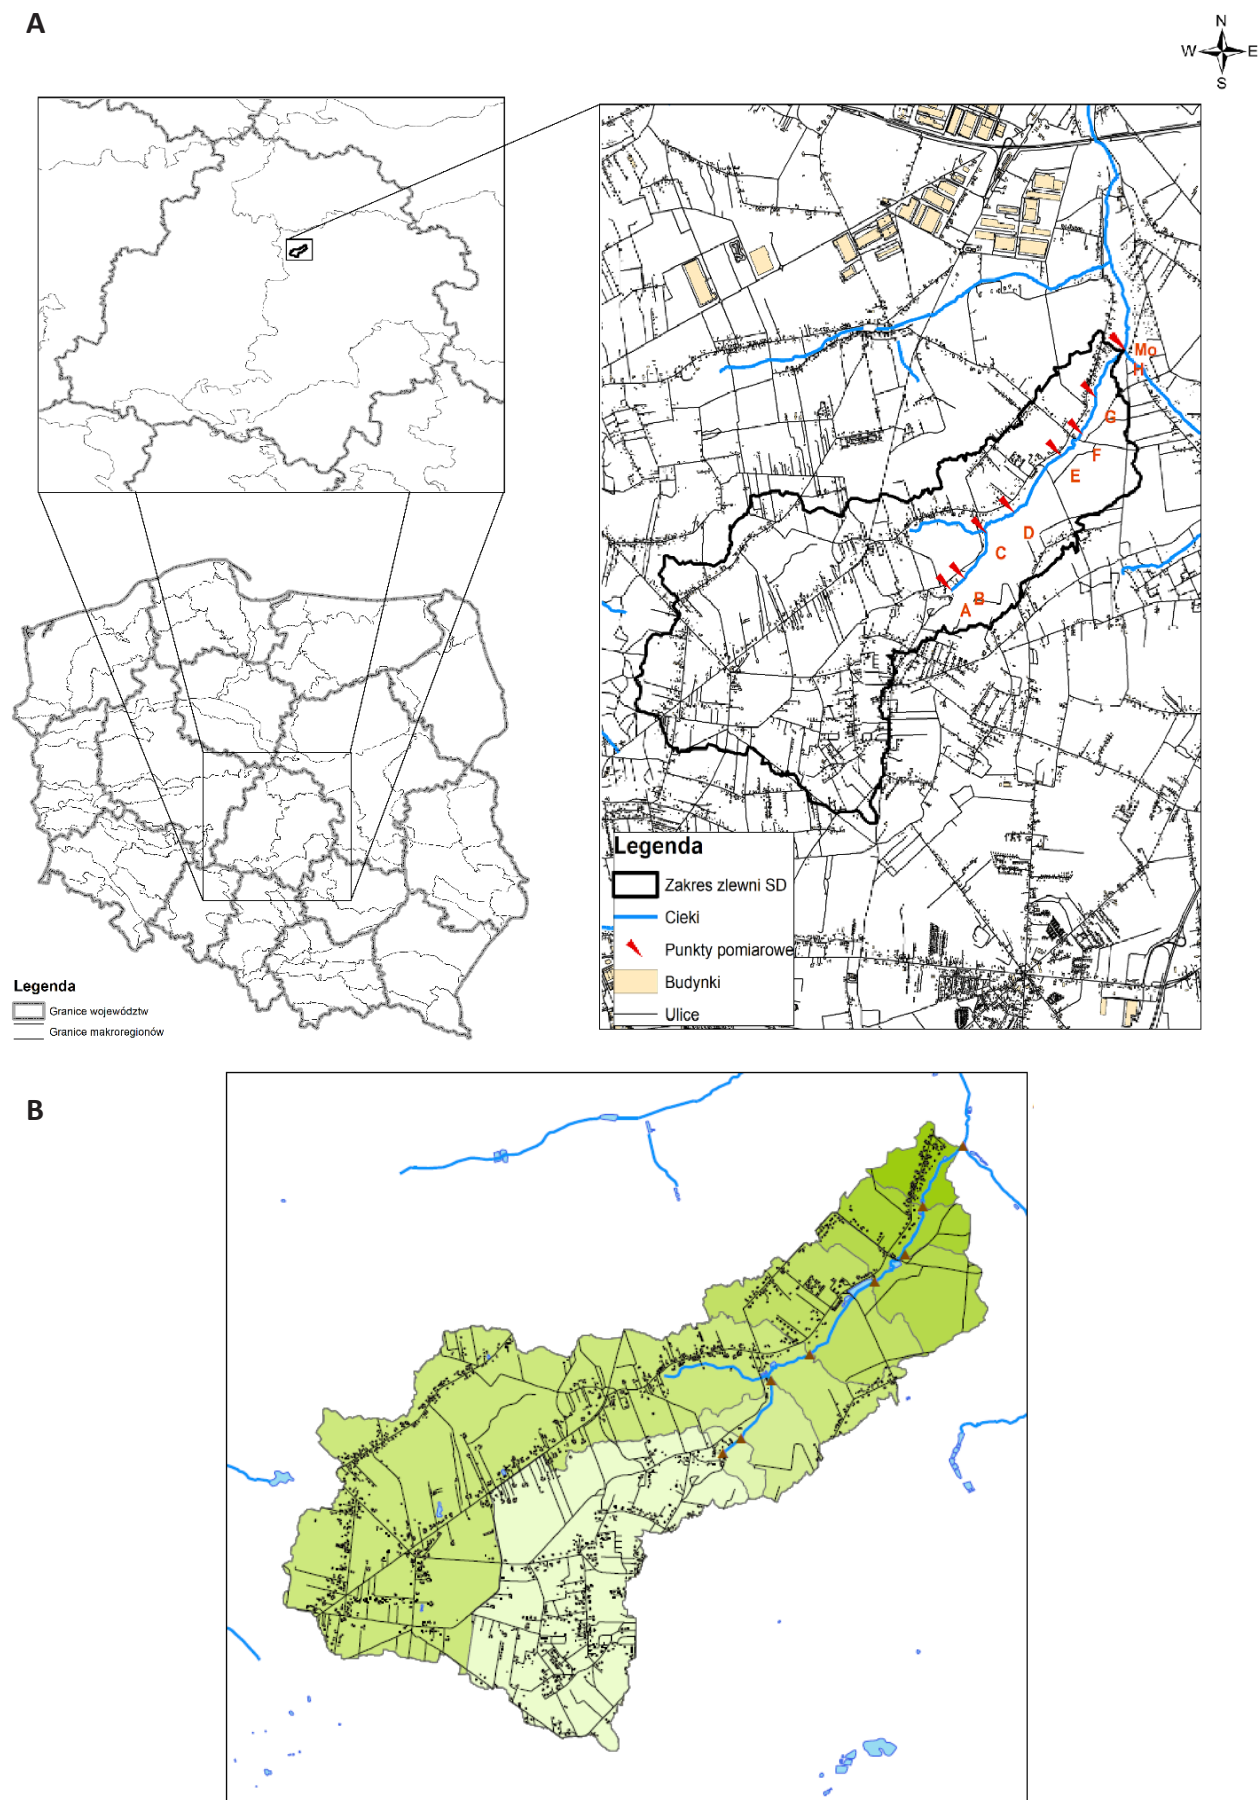 A
N
W E
S
Mo
H
G
F
E
D
C
B
A
Legenda
Zakres zlewni SD
Cieki
Punkty pomiarowe
Budynki
Ulice
Legenda
Granice województw
Granice makroregionów
B